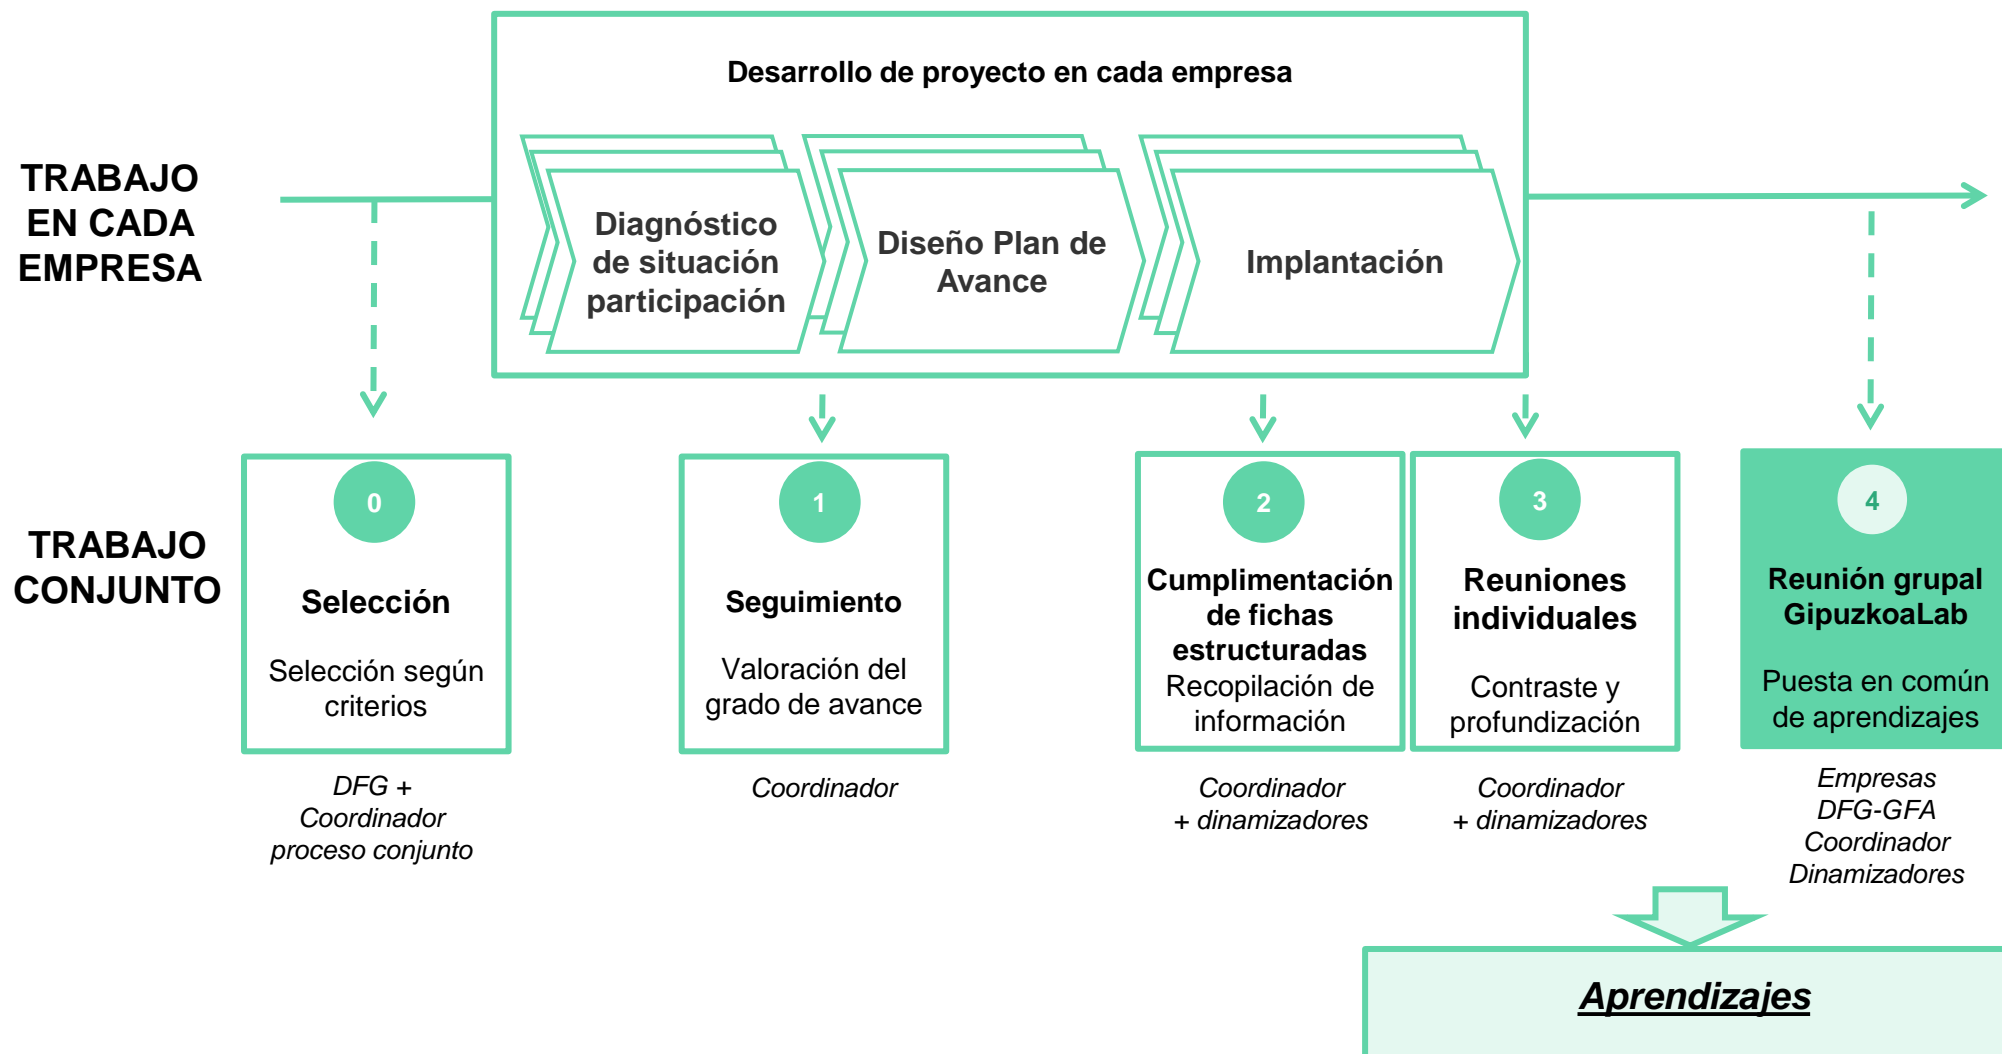 Desarrollo de proyecto en cada empresa
TRABAJO
EN CADA
EMPRESA
Diagnóstico
de situación
participación
Diseño Plan de
Avance
Implantación
TRABAJO
CONJUNTO
0
Selección
Selección según
criterios
DFG +
Coordinador
proceso conjunto
1
Seguimiento
Valoración del
grado de avance
Coordinador
2
Cumplimentación
de fichas
estructuradas
Recopilación de
información
Coordinador
+ dinamizadores
3
Reuniones
individuales
Contraste y
profundización
Coordinador
+ dinamizadores
4
Reunión grupal
GipuzkoaLab
Puesta en común
de aprendizajes
Empresas
DFG-GFA
Coordinador
Dinamizadores
Aprendizajes